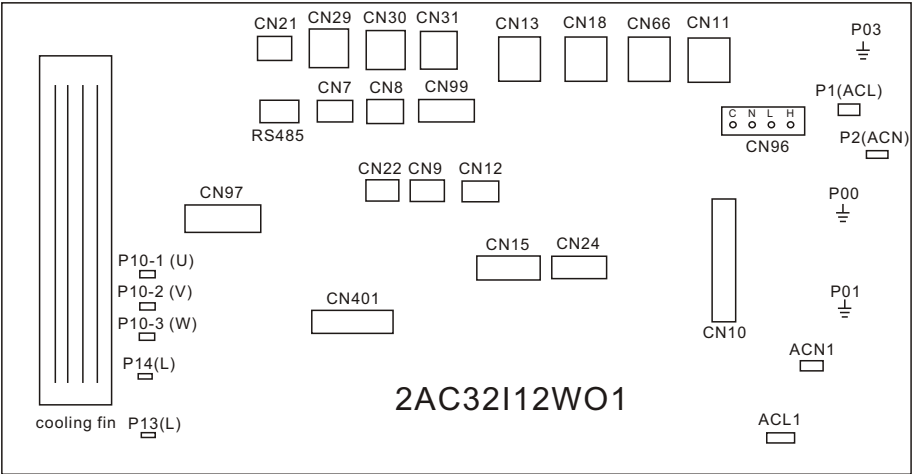 CN21 CN29 CN30 CN31 CN13 CN18 CN66 CN11 P03
P1(ACL)
CN7 CN8 CN99
C N L H
RS485
P2(ACN)
CN96
CN22 CN9 CN12
CN97
P00
CN15 CN24
P10-1 (U)
P10-2 (V)
CN401
P01
P10-3 (W)
CN10
ACN1
P14(L)
2AC32I12WO1
cooling fin P13(L)
ACL1